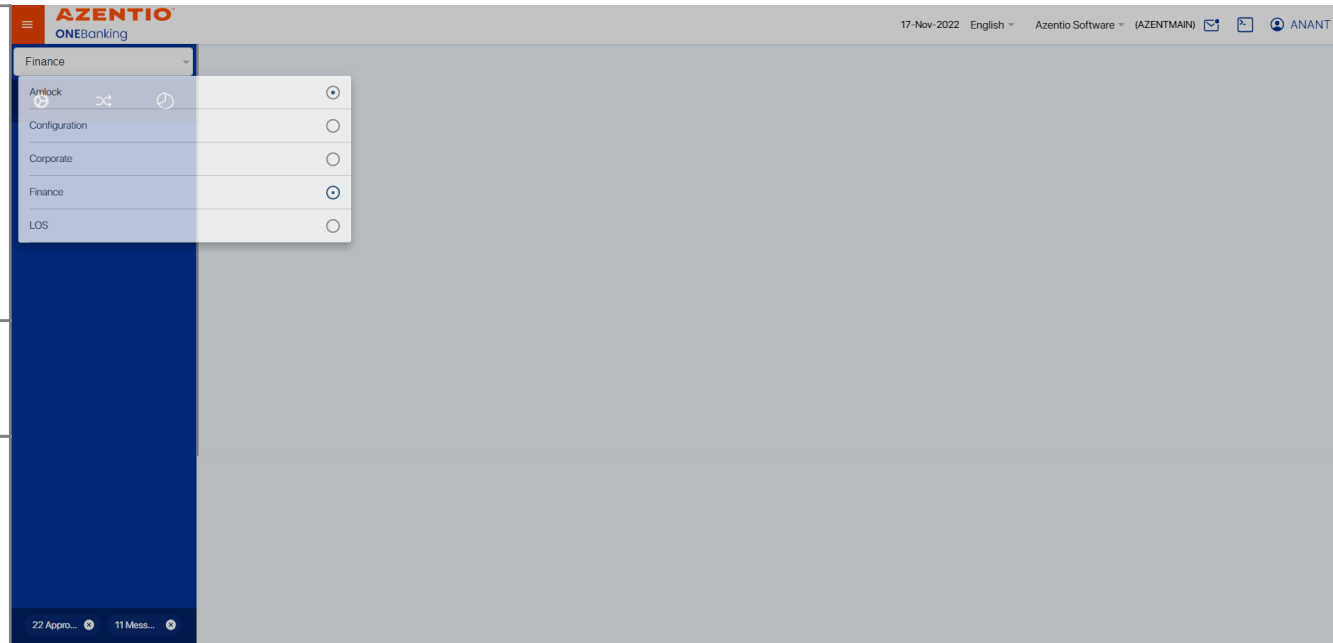 AZENTIO™
ONEBanking
17-Nov-2022 English Azentio Software (AZENTMAIN) ANANT
Finance
Amlock
Configuration
Corporate
Finance
LOS
22 Appro... 11 Mess...